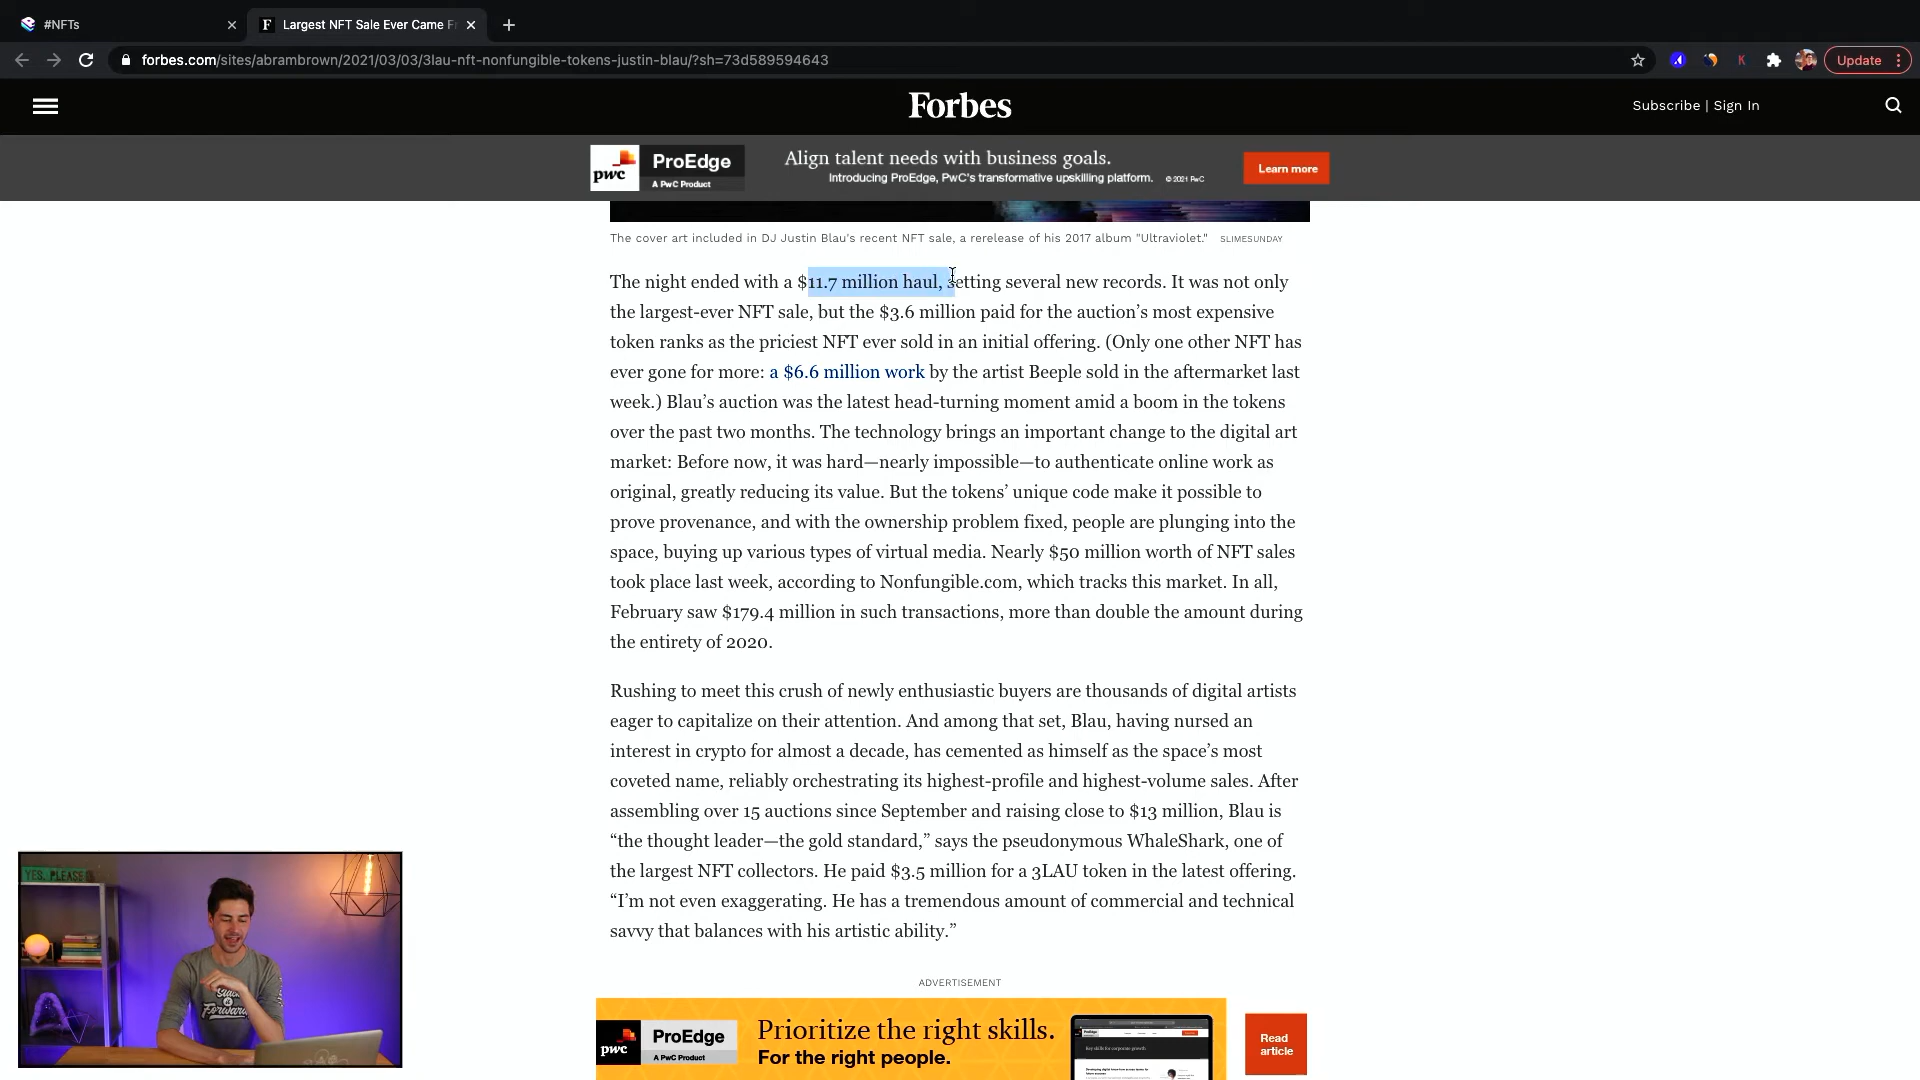 #NFTs
F Largest NFT Sale Ever Came F
forbes.com/sites/abrambrown/2021/03/03/3lau-nft-nonfungible-tokens-justin-blau/?sh=73d589594643
K
Update
Forbes
Subscribe | Sign In
pwc
ProEdge
A PwC Product
Align talent needs with business goals.
Introducing ProEdge, PwC's transformative upskilling platform. © 2021 PwC
Learn more
The cover art included in DJ Justin Blau's recent NFT sale, a rerelease of his 2017 album "Ultraviolet." SLIMESUNDAY
The night ended with a $11.7 million haul, setting several new records. It was not only
the largest-ever NFT sale, but the $3.6 million paid for the auction’s most expensive
token ranks as the priciest NFT ever sold in an initial offering. (Only one other NFT has
ever gone for more: a $6.6 million work by the artist Beeple sold in the aftermarket last
week.) Blau’s auction was the latest head-turning moment amid a boom in the tokens
over the past two months. The technology brings an important change to the digital art
market: Before now, it was hard—nearly impossible—to authenticate online work as
original, greatly reducing its value. But the tokens’ unique code make it possible to
prove provenance, and with the ownership problem fixed, people are plunging into the
space, buying up various types of virtual media. Nearly $50 million worth of NFT sales
took place last week, according to Nonfungible.com, which tracks this market. In all,
February saw $179.4 million in such transactions, more than double the amount during
the entirety of 2020.
Rushing to meet this crush of newly enthusiastic buyers are thousands of digital artists
eager to capitalize on their attention. And among that set, Blau, having nursed an
interest in crypto for almost a decade, has cemented as himself as the space’s most
coveted name, reliably orchestrating its highest-profile and highest-volume sales. After
assembling over 15 auctions since September and raising close to $13 million, Blau is
“the thought leader—the gold standard,” says the pseudonymous WhaleShark, one of
the largest NFT collectors. He paid $3.5 million for a 3LAU token in the latest offering.
“I’m not even exaggerating. He has a tremendous amount of commercial and technical
savvy that balances with his artistic ability.”
YES, PLEASE
ADVERTISEMENT
pwc
ProEdge
A PwC Product
Prioritize the right skills.
For the right people.
Read
article